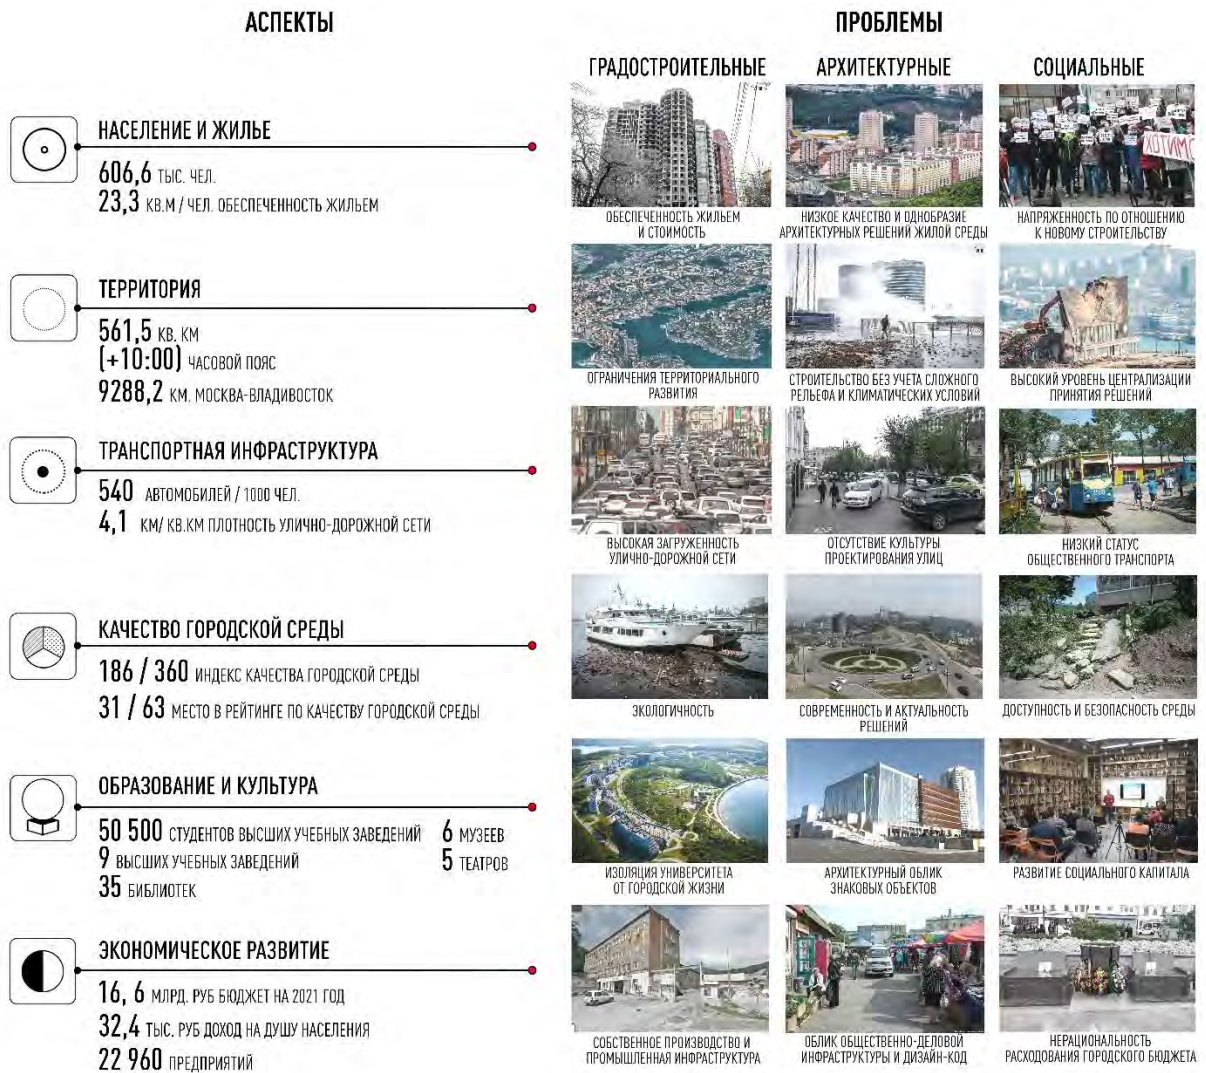 АСПЕКТЫ
ПРОБЛЕМЫ
ГРАДОСТРОИТЕЛЬНЫЕ
АРХИТЕКТУРНЫЕ
СОЦИАЛЬНЫЕ
НАСЕЛЕНИЕ И ЖИЛЬЕ
606,6 ТЫС. ЧЕЛ.
23,3 КВ.М / ЧЕЛ. ОБЕСПЕЧЕННОСТЬ ЖИЛЬЕМ
ХОТИМ
ОБЕСПЕЧЕННОСТЬ ЖИЛЬЕМ
И СТОИМОСТЬ
НИЗКОЕ КАЧЕСТВО И ОДНОБРАЗИЕ
АРХИТЕКТУРНЫХ РЕШЕНИЙ ЖИЛОЙ СРЕДЫ
НАПРЯЖЕННОСТЬ ПО ОТНОШЕНИЮ
К НОВОМУ СТРОИТЕЛЬСТВУ
ТЕРРИТОРИЯ
561,5 КВ. КМ
(+10:00) ЧАСОВОЙ ПОЯС
9288,2 КМ. МОСКВА-ВЛАДИВОСТОК
ОГРАНИЧЕНИЯ ТЕРРИТОРИАЛЬНОГО
РАЗВИТИЯ
СТРОИТЕЛЬСТВО БЕЗ УЧЕТА СЛОЖНОГО
РЕЛЬЕФА И КЛИМАТИЧЕСКИХ УСЛОВИЙ
ВЫСОКИЙ УРОВЕНЬ ЦЕНТРАЛИЗАЦИИ
ПРИНЯТИЯ РЕШЕНИЙ
ТРАНСПОРТНАЯ ИНФРАСТРУКТУРА
540 АВТОМОБИЛЕЙ / 1000 ЧЕЛ.
4,1 КМ/ КВ.КМ ПЛОТНОСТЬ УЛИЧНО-ДОРОЖНОЙ СЕТИ
ВЫСОКАЯ ЗАГРУЖЕННОСТЬ
УЛИЧНО-ДОРОЖНОЙ СЕТИ
ОТСУТСТВИЕ КУЛЬТУРЫ
ПРОЕКТИРОВАНИЯ УЛИЦ
НИЗКИЙ СТАТУС
ОБЩЕСТВЕННОГО ТРАНСПОРТА
КАЧЕСТВО ГОРОДСКОЙ СРЕДЫ
186 / 360 ИНДЕКС КАЧЕСТВА ГОРОДСКОЙ СРЕДЫ
31 / 63 МЕСТО В РЕЙТИНГЕ ПО КАЧЕСТВУ ГОРОДСКОЙ СРЕДЫ
ЭКОЛОГИЧНОСТЬ
СОВРЕМЕННОСТЬ И АКТУАЛЬНОСТЬ
РЕШЕНИЙ
ДОСТУПНОСТЬ И БЕЗОПАСНОСТЬ СРЕДЫ
ОБРАЗОВАНИЕ И КУЛЬТУРА
50 500 СТУДЕНТОВ ВЫСШИХ УЧЕБНЫХ ЗАВЕДЕНИЙ
6 МУЗЕЕВ
9 ВЫСШИХ УЧЕБНЫХ ЗАВЕДЕНИЙ
5 ТЕАТРОВ
35 БИБЛИОТЕК
ИЗОЛЯЦИЯ УНИВЕРСИТЕТА
ОТ ГОРОДСКОЙ ЖИЗНИ
АРХИТЕКТУРНЫЙ ОБЛИК
ЗНАКОВЫХ ОБЪЕКТОВ
РАЗВИТИЕ СОЦИАЛЬНОГО КАПИТАЛА
ЭКОНОМИЧЕСКОЕ РАЗВИТИЕ
16, 6 МЛРД. РУБ БЮДЖЕТ НА 2021 ГОД
32,4 ТЫС. РУБ ДОХОД НА ДУШУ НАСЕЛЕНИЯ
22 960 ПРЕДПРИЯТИЙ
СОБСТВЕННОЕ ПРОИЗВОДСТВО И
ПРОМЫШЛЕННАЯ ИНФРАСТРУКТУРА
ОБЛИК ОБЩЕСТВЕННО-ДЕЛОВОЙ
ИНФРАСТРУКТУРЫ И ДИЗАЙН-КОД
НЕРАЦИОНАЛЬНОСТЬ
РАСХОДОВАНИЯ ГОРОДСКОГО БЮДЖЕТА